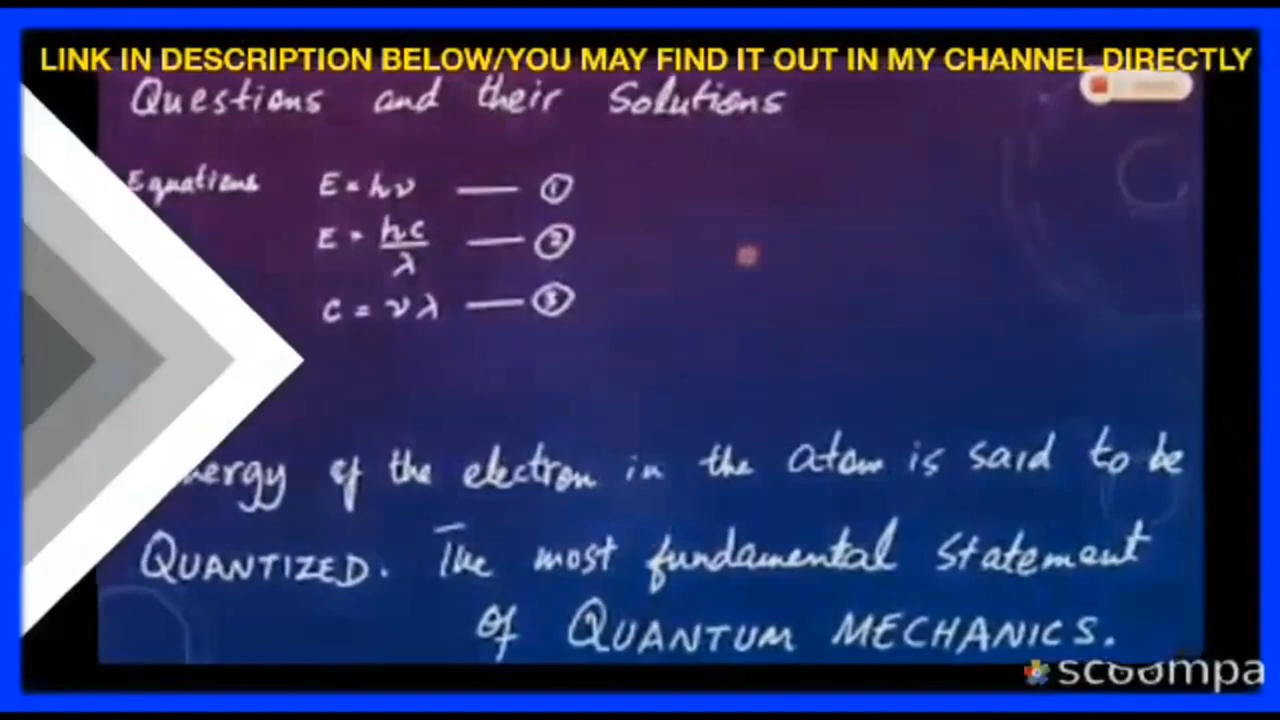 LINK IN DESCRIPTION BELOW/YOU MAY FIND IT OUT IN MY CHANNEL DIRECTLY
Questions and their Solutions
Equations E = hν — ①
E = hc/λ — ②
C = νλ — ③
nergy of the electron in the atom is said to be
QUANTIZED. The most fundamental statement
of QUANTUM MECHANICS.
scoompa